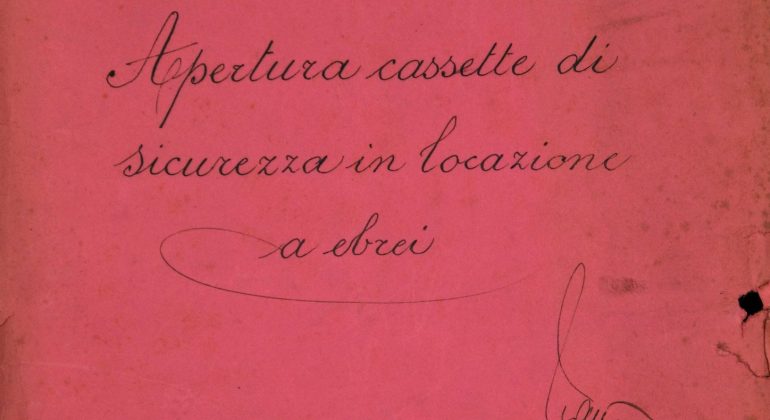 Apertura cassette di
sicurezza in locazione
a ebrei